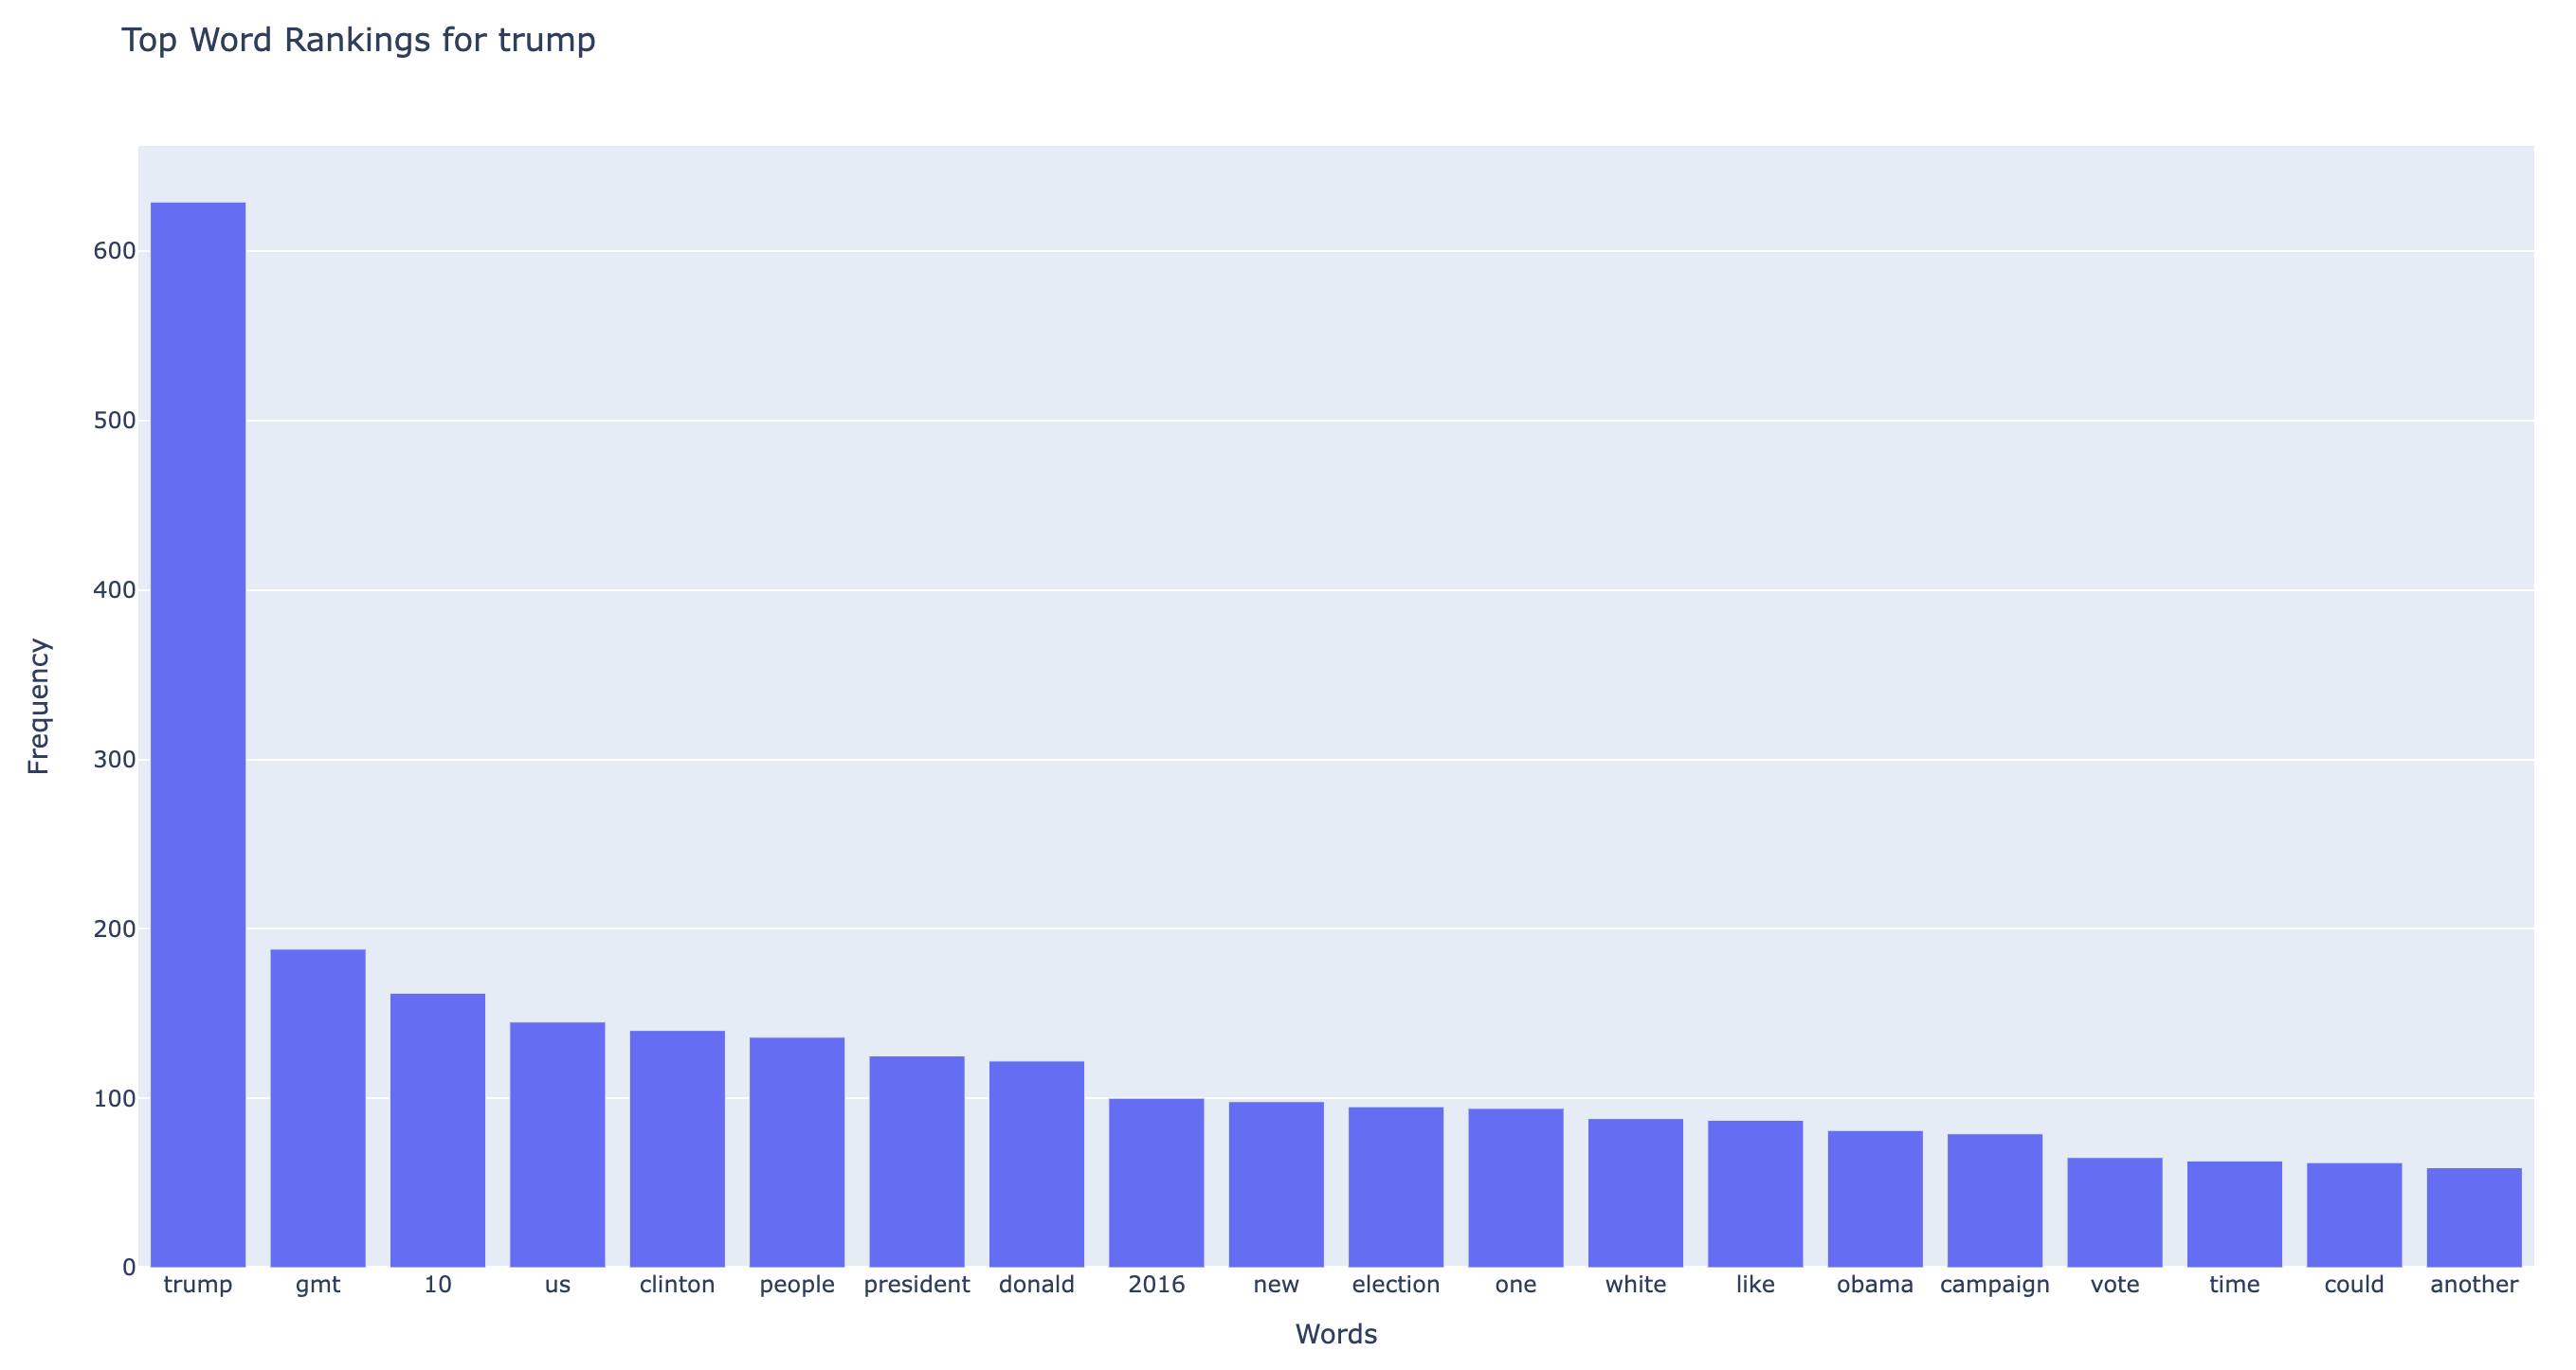 Top Word Rankings for trump
600
500
400
300
200
100
0
Frequency
trump gmt 10 us clinton people president donald 2016 new election one white like obama campaign vote time could another
Words